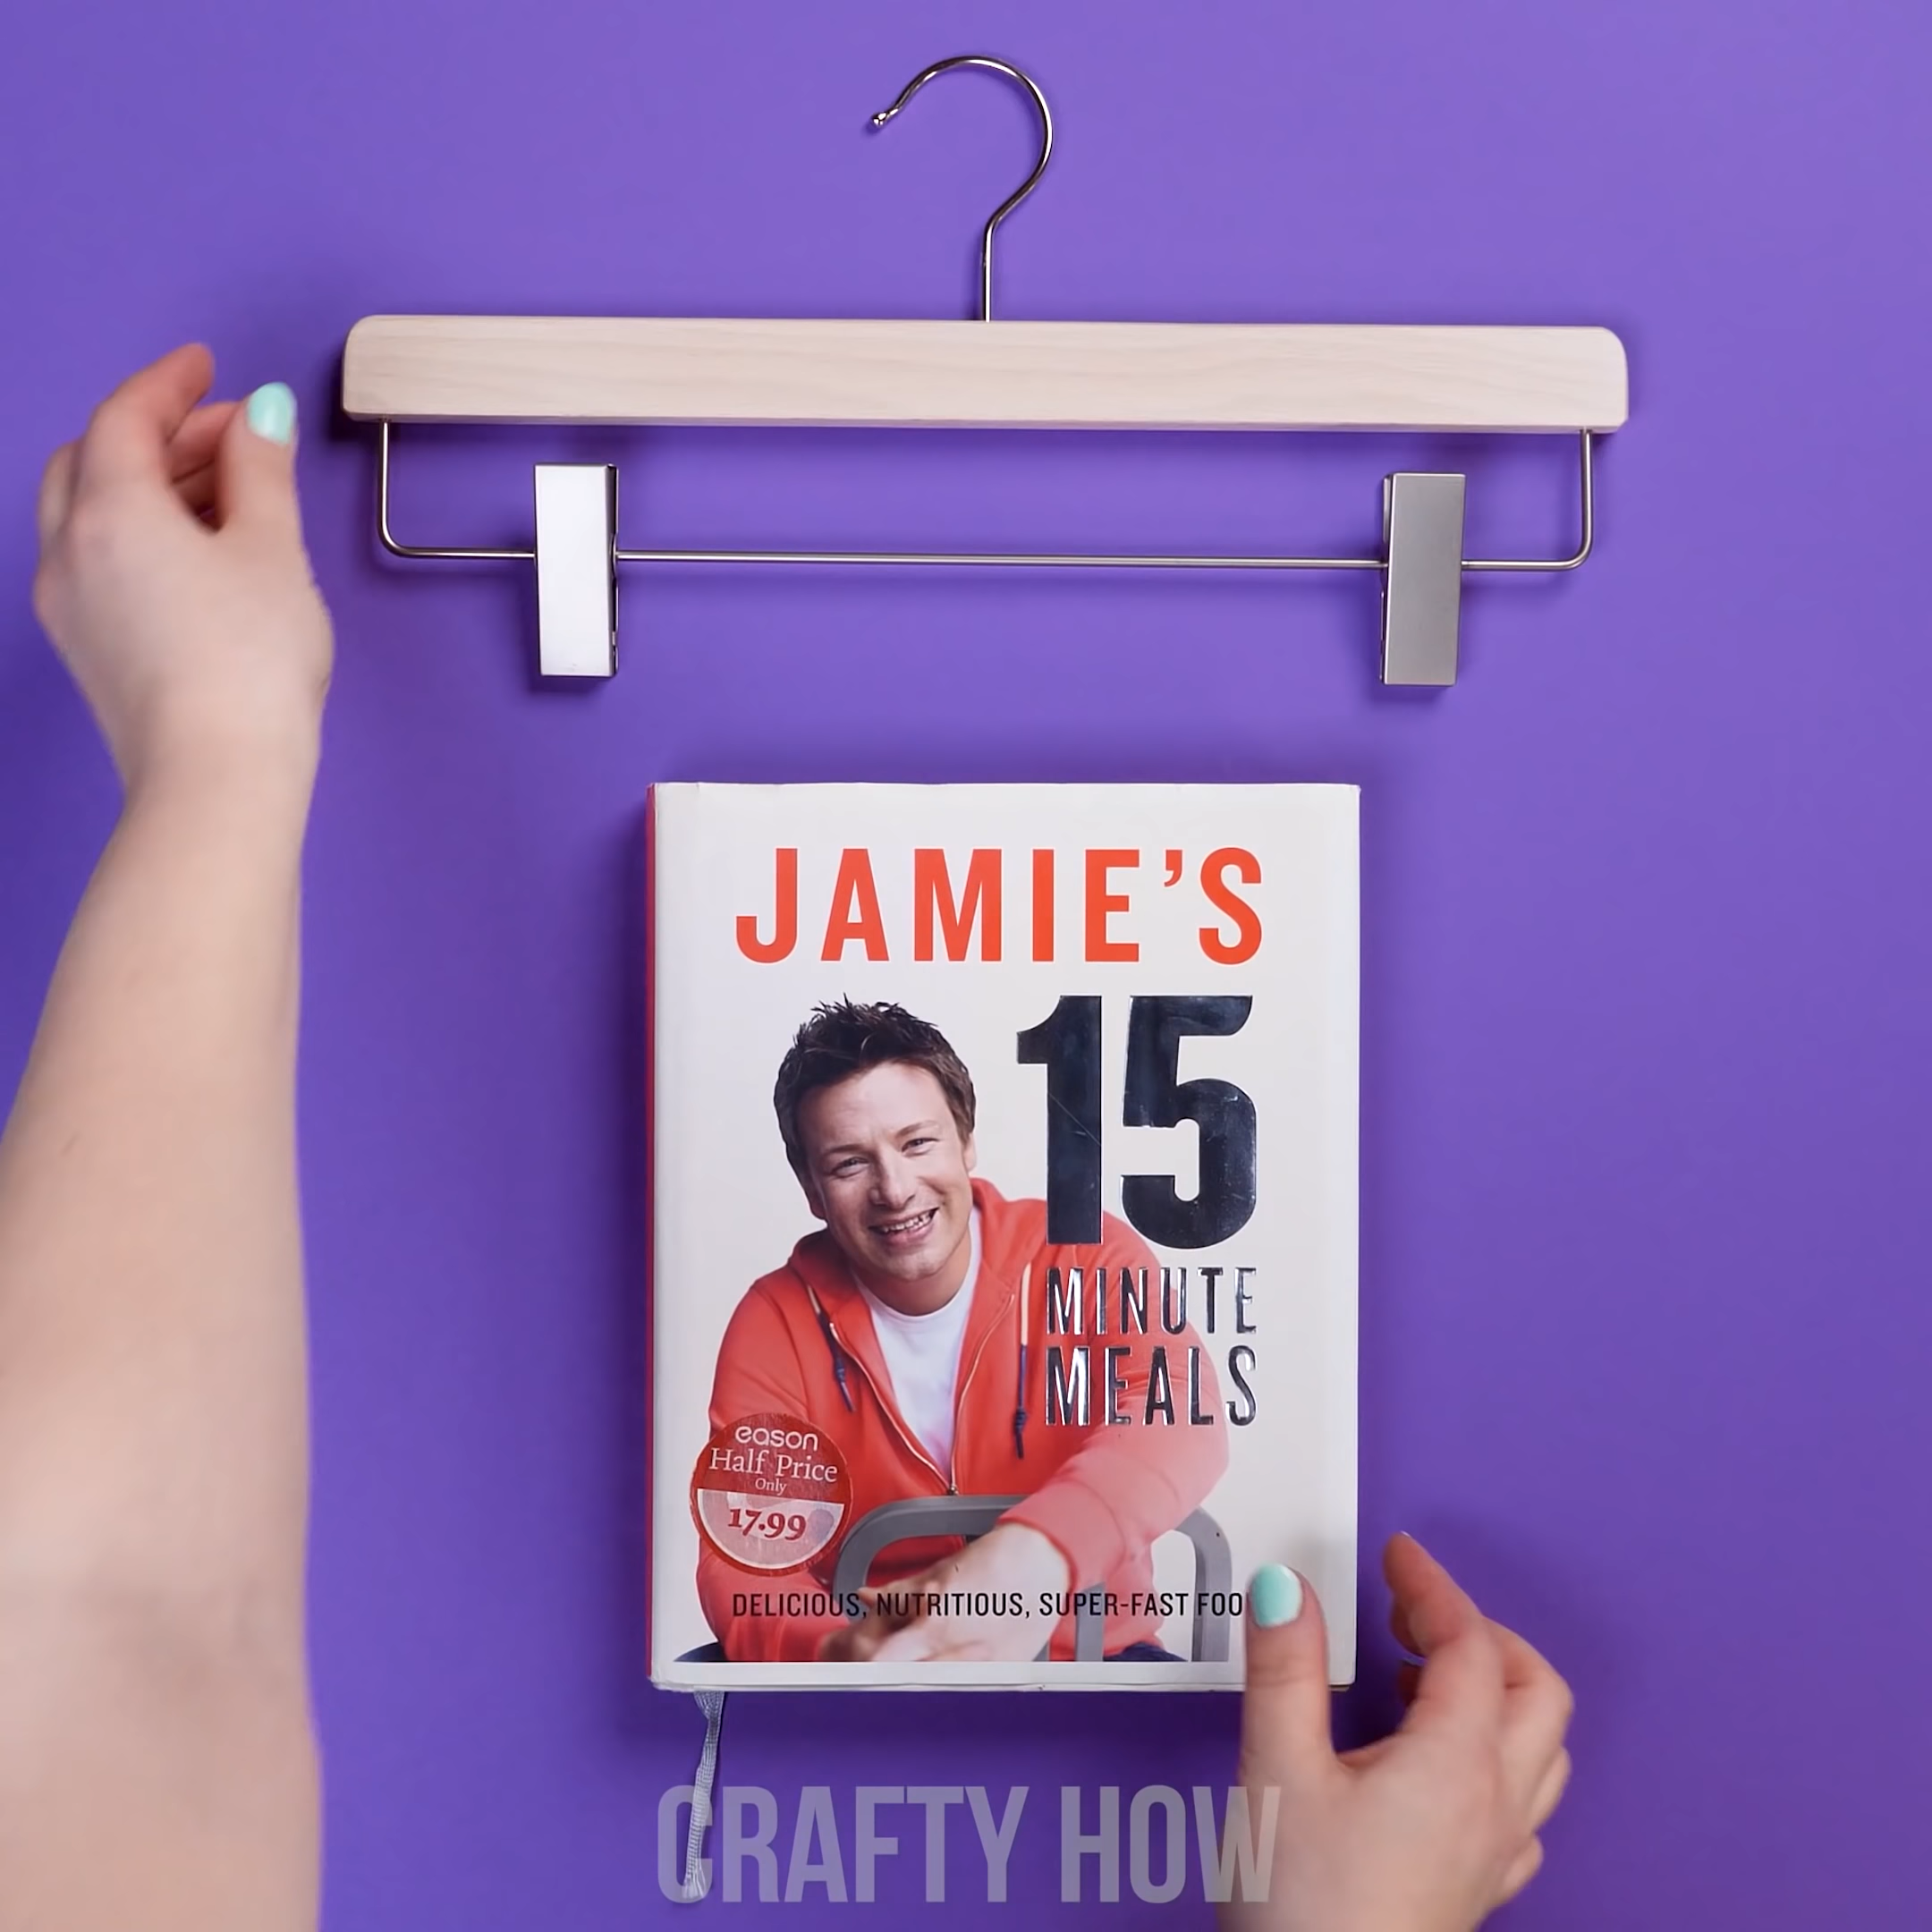 JAMIE'S
15
MINUTE
MEALS
eason
Half Price
Only
17.99
DELICIOUS, NUTRITIOUS, SUPER-FAST FOO
CRAFTY HOW